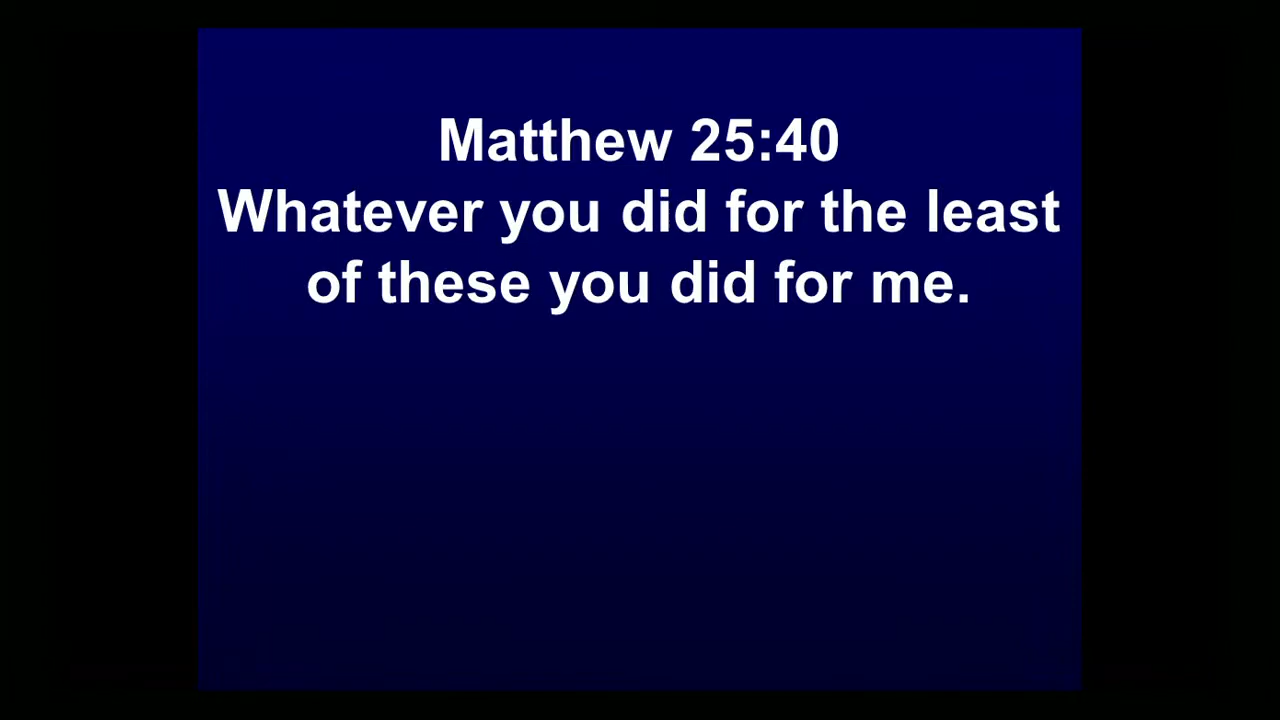 Matthew 25:40
Whatever you did for the least
of these you did for me.